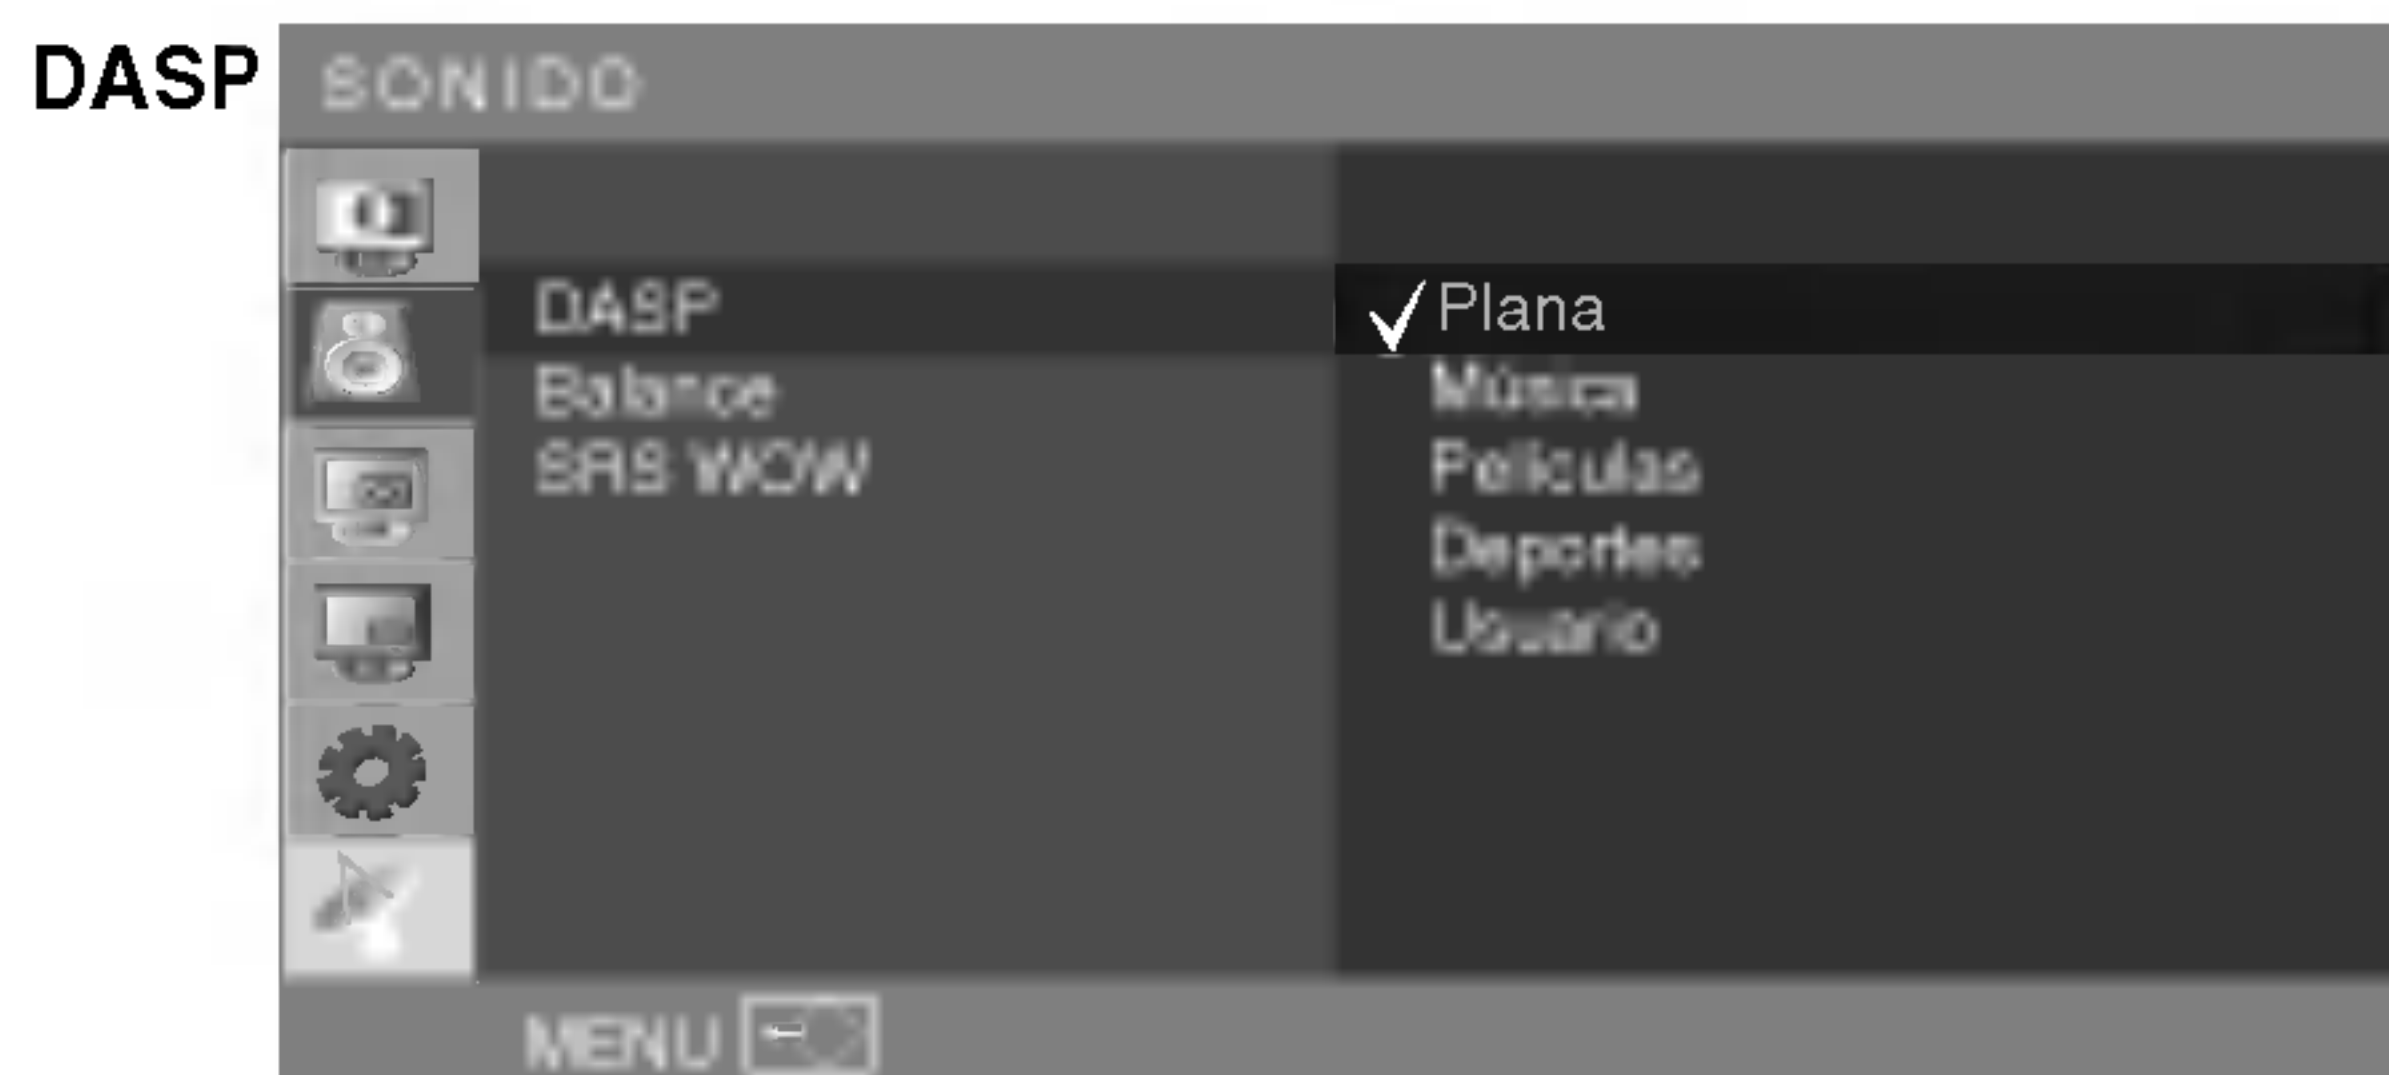 DASP
SONIDO
DASP
Plana
Balance
Música
SRS WOW
Películas
Deportes
Usuario
MENU